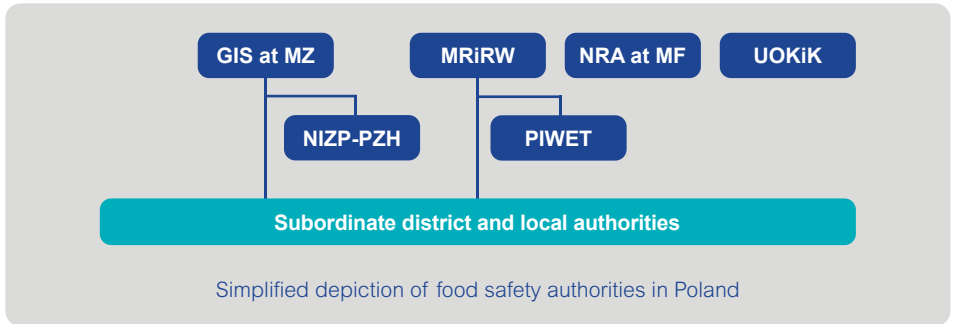 GIS at MZ
MRiRW
NRA at MF
UOKiK
NIZP-PZH
PIWET
Subordinate district and local authorities
Simplified depiction of food safety authorities in Poland